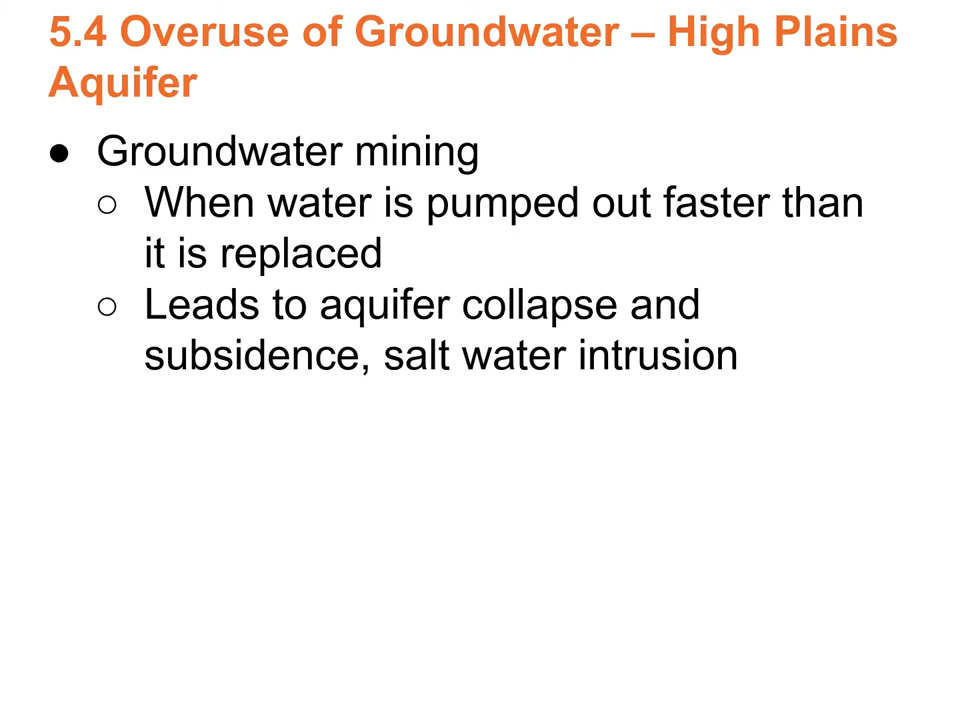 5.4 Overuse of Groundwater – High Plains
Aquifer
● Groundwater mining
○ When water is pumped out faster than
it is replaced
○ Leads to aquifer collapse and
subsidence, salt water intrusion